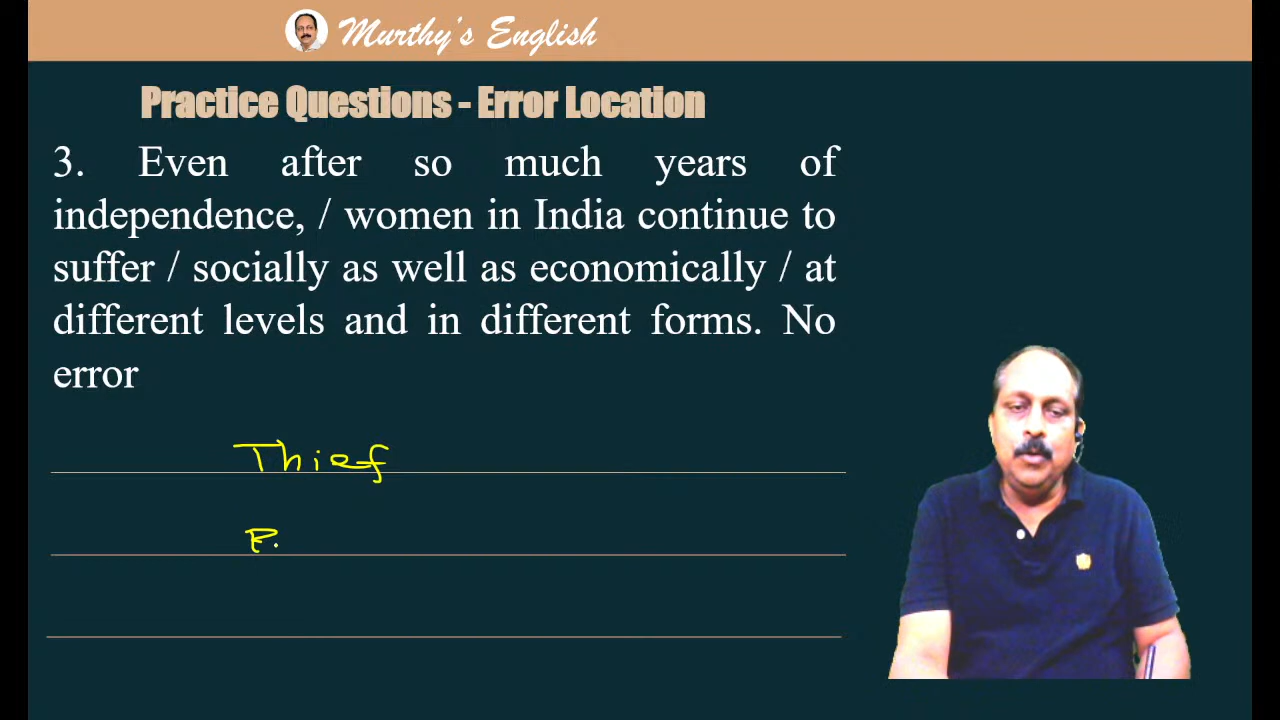 Murthy's English
Practice Questions - Error Location
3. Even after so much years of
independence, / women in India continue to
suffer / socially as well as economically / at
different levels and in different forms. No
error
Thief
P.